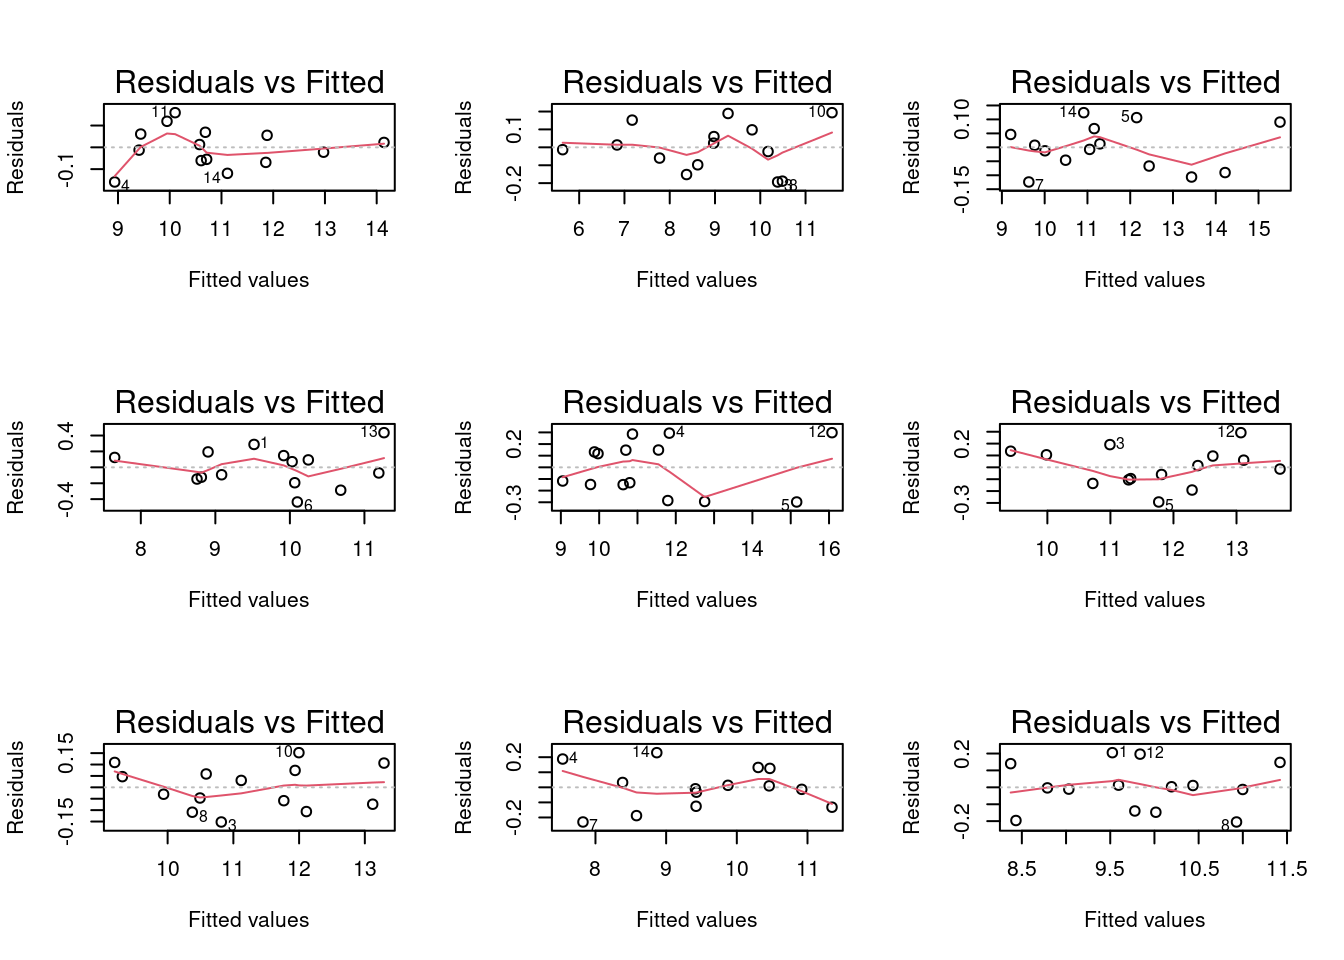 Residuals vs Fitted
Residuals
-0.1
11
14
4
9 10 11 12 13 14
Fitted values
Residuals vs Fitted
Residuals
-0.2 0.1
10
8
6 7 8 9 10 11
Fitted values
Residuals vs Fitted
Residuals
-0.15 0.10
14
5
7
9 10 11 12 13 14 15
Fitted values
Residuals vs Fitted
Residuals
-0.4 0.4
13
1
6
8 9 10 11
Fitted values
Residuals vs Fitted
Residuals
-0.3 0.2
4
12
5
9 10 12 14 16
Fitted values
Residuals vs Fitted
Residuals
-0.3 0.2
12
3
5
10 11 12 13
Fitted values
Residuals vs Fitted
Residuals
-0.15 0.15
10
8
3
10 11 12 13
Fitted values
Residuals vs Fitted
Residuals
-0.2 0.2
14
4
7
8 9 10 11
Fitted values
Residuals vs Fitted
Residuals
-0.2 0.2
1
12
8
8.5 9.5 10.5 11.5
Fitted values